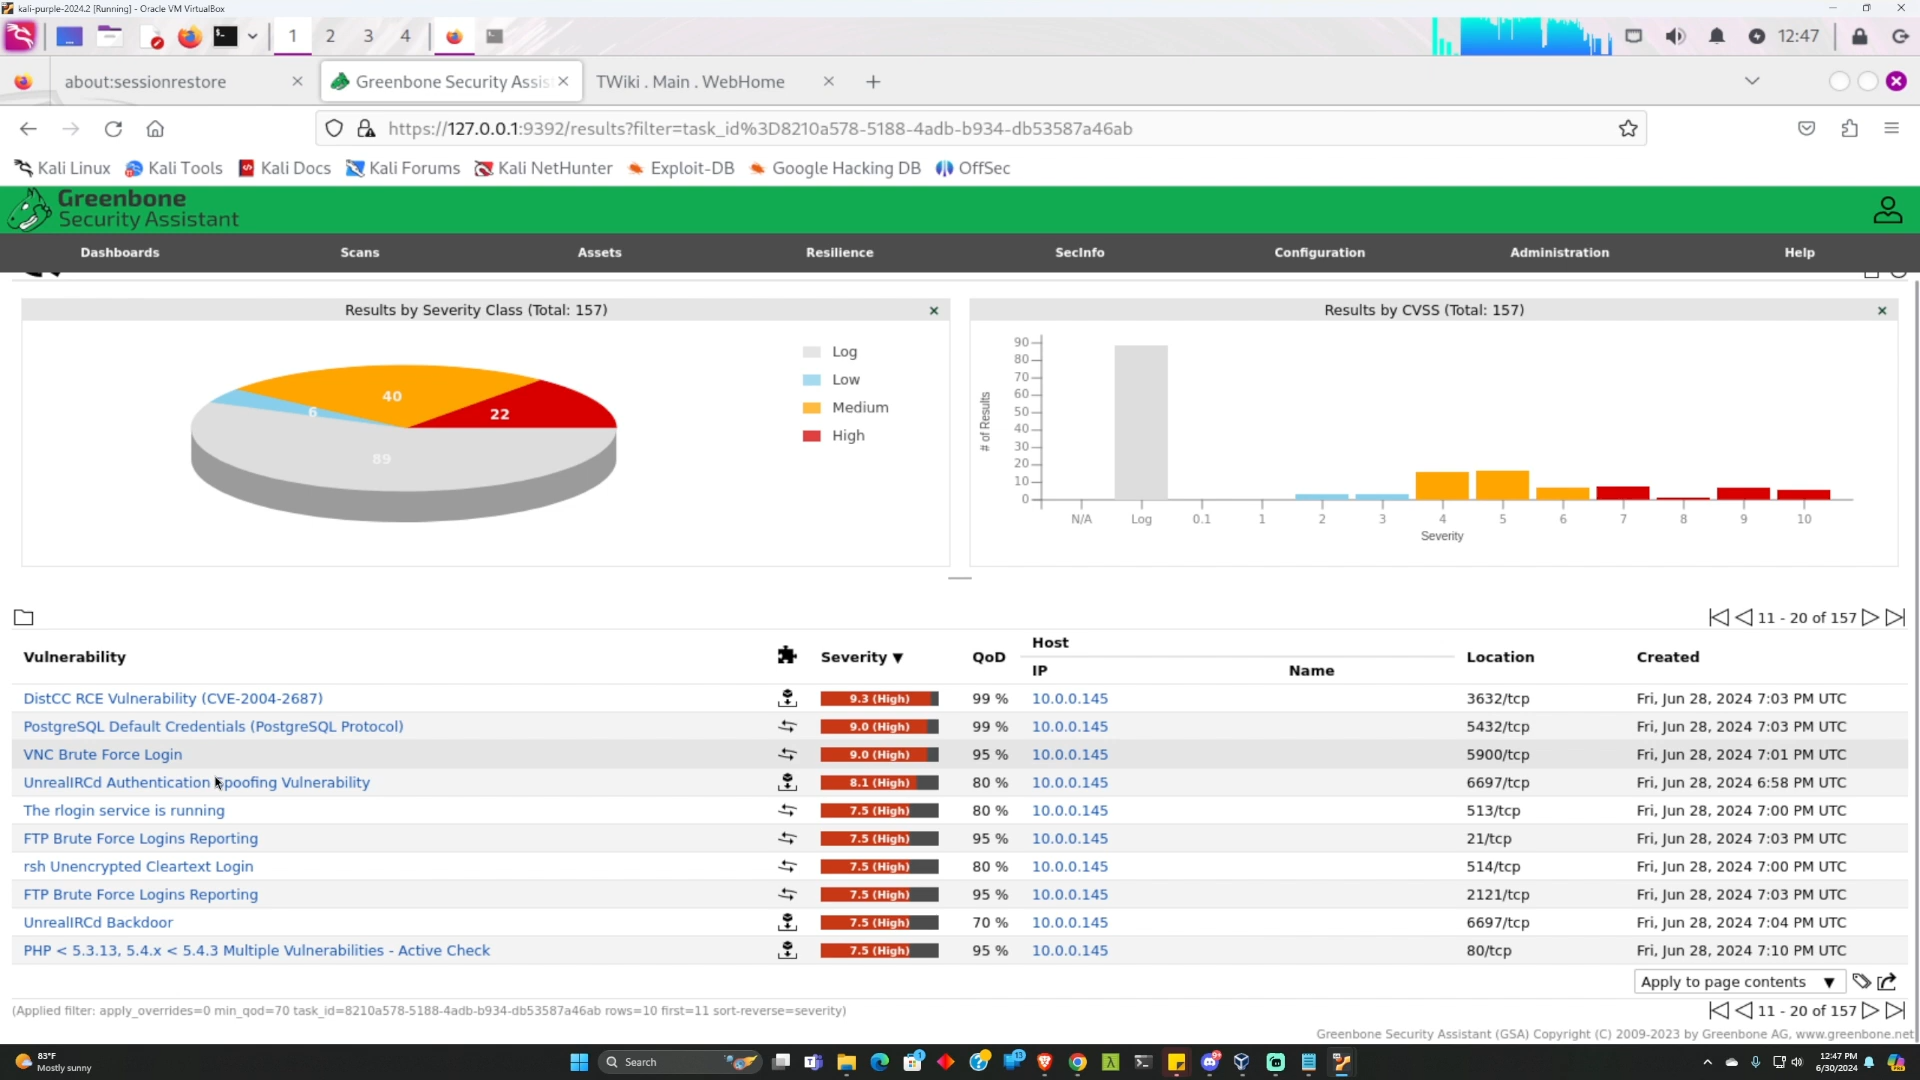 kali-purple-2024.2 [Running] - Oracle VM VirtualBox
1 2 3 4 12:47
about:sessionrestore Greenbone Security Assis TWiki . Main . WebHome
https://127.0.0.1:9392/results?filter=task_id%3D8210a578-5188-4adb-b934-db53587a46ab
Kali Linux Kali Tools Kali Docs Kali Forums Kali NetHunter Exploit-DB Google Hacking DB OffSec
Greenbone
Security Assistant
Dashboards Scans Assets Resilience SecInfo Configuration Administration Help
Results by Severity Class (Total: 157)
Log
Low
Medium
High
40
6
22
89
Results by CVSS (Total: 157)
# of Results
90
80
70
60
50
40
30
20
10
0
N/A Log 0.1 1 2 3 4 5 6 7 8 9 10
Severity
11 - 20 of 157
Vulnerability Severity ▼ QoD Host IP Name Location Created
DistCC RCE Vulnerability (CVE-2004-2687) 9.3 (High) 99 % 10.0.0.145 3632/tcp Fri, Jun 28, 2024 7:03 PM UTC
PostgreSQL Default Credentials (PostgreSQL Protocol) 9.0 (High) 99 % 10.0.0.145 5432/tcp Fri, Jun 28, 2024 7:03 PM UTC
VNC Brute Force Login 9.0 (High) 95 % 10.0.0.145 5900/tcp Fri, Jun 28, 2024 7:01 PM UTC
UnrealIRCd Authentication Spoofing Vulnerability 8.1 (High) 80 % 10.0.0.145 6697/tcp Fri, Jun 28, 2024 6:58 PM UTC
The rlogin service is running 7.5 (High) 80 % 10.0.0.145 513/tcp Fri, Jun 28, 2024 7:00 PM UTC
FTP Brute Force Logins Reporting 7.5 (High) 95 % 10.0.0.145 21/tcp Fri, Jun 28, 2024 7:03 PM UTC
rsh Unencrypted Cleartext Login 7.5 (High) 80 % 10.0.0.145 514/tcp Fri, Jun 28, 2024 7:00 PM UTC
FTP Brute Force Logins Reporting 7.5 (High) 95 % 10.0.0.145 2121/tcp Fri, Jun 28, 2024 7:03 PM UTC
UnrealIRCd Backdoor 7.5 (High) 70 % 10.0.0.145 6697/tcp Fri, Jun 28, 2024 7:04 PM UTC
PHP < 5.3.13, 5.4.x < 5.4.3 Multiple Vulnerabilities - Active Check 7.5 (High) 95 % 10.0.0.145 80/tcp Fri, Jun 28, 2024 7:10 PM UTC
Apply to page contents ▼
(Applied filter: apply_overrides=0 min_qod=70 task_id=8210a578-5188-4adb-b934-db53587a46ab rows=10 first=11 sort-reverse=severity)
11 - 20 of 157
Greenbone Security Assistant (GSA) Copyright (C) 2009-2023 by Greenbone AG, www.greenbone.net
83°F
Mostly sunny
Search
12:47 PM
6/30/2024